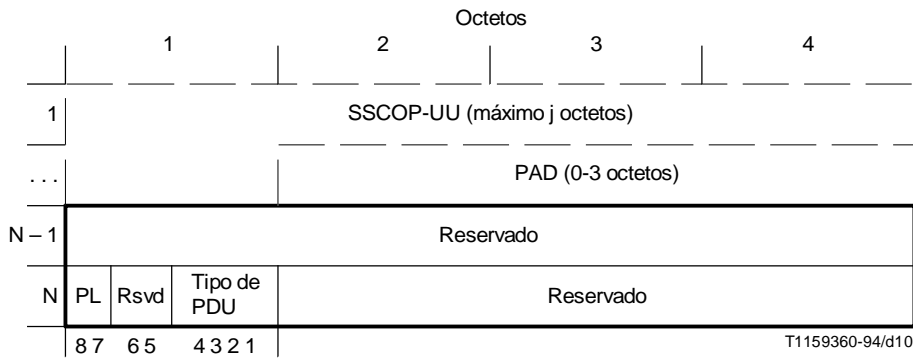 Octetos
1 2 3 4
1 SSCOP-UU (máximo j octetos)
. . . PAD (0-3 octetos)
N – 1 Reservado
N PL Rsvd Tipo de PDU Reservado
8 7 6 5 4 3 2 1
T1159360-94/d10